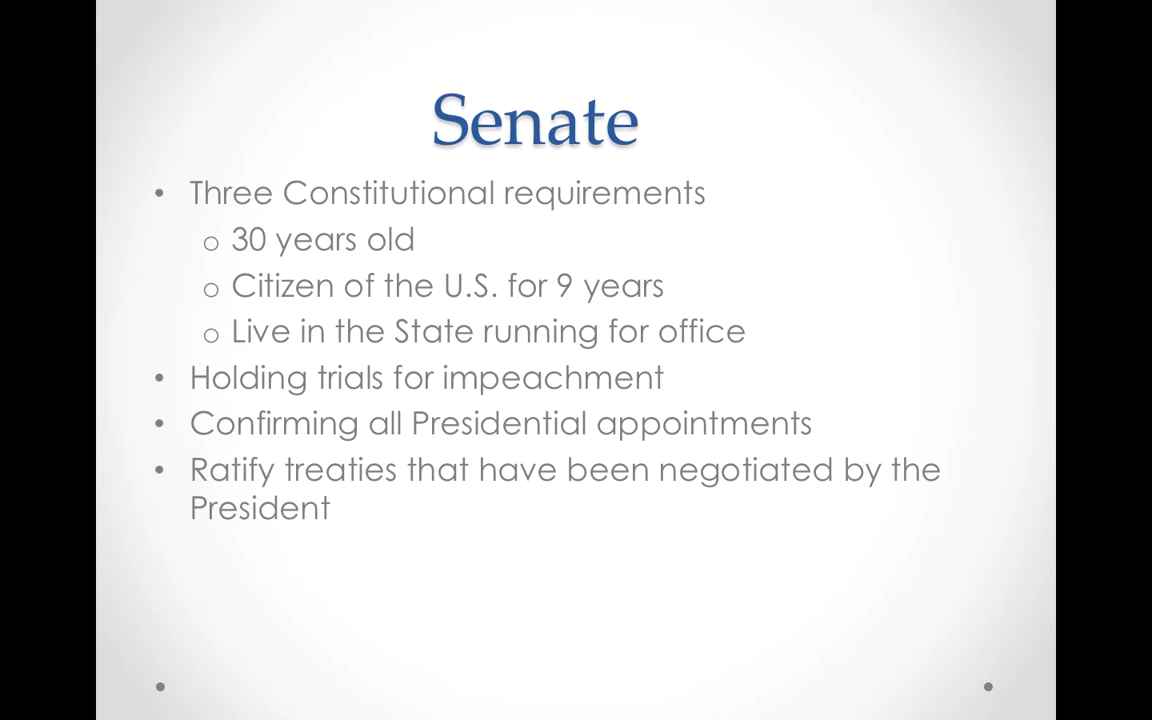 Senate
• Three Constitutional requirements
o 30 years old
o Citizen of the U.S. for 9 years
o Live in the State running for office
• Holding trials for impeachment
• Confirming all Presidential appointments
• Ratify treaties that have been negotiated by the
President